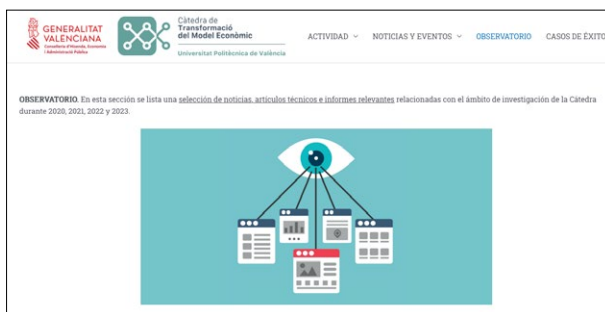 GENERALITAT
VALENCIANA
Conselleria d'Hisenda, Economia
i Administració Pública
Càtedra de
Transformació
del Model Econòmic
Universitat Politècnica de València
ACTIVIDAD
NOTICIAS Y EVENTOS
OBSERVATORIO
CASOS DE ÉXITO
OBSERVATORIO. En esta sección se lista una selección de noticias, artículos técnicos e informes relevantes relacionadas con el ámbito de investigación de la Cátedra
durante 2020, 2021, 2022 y 2023.